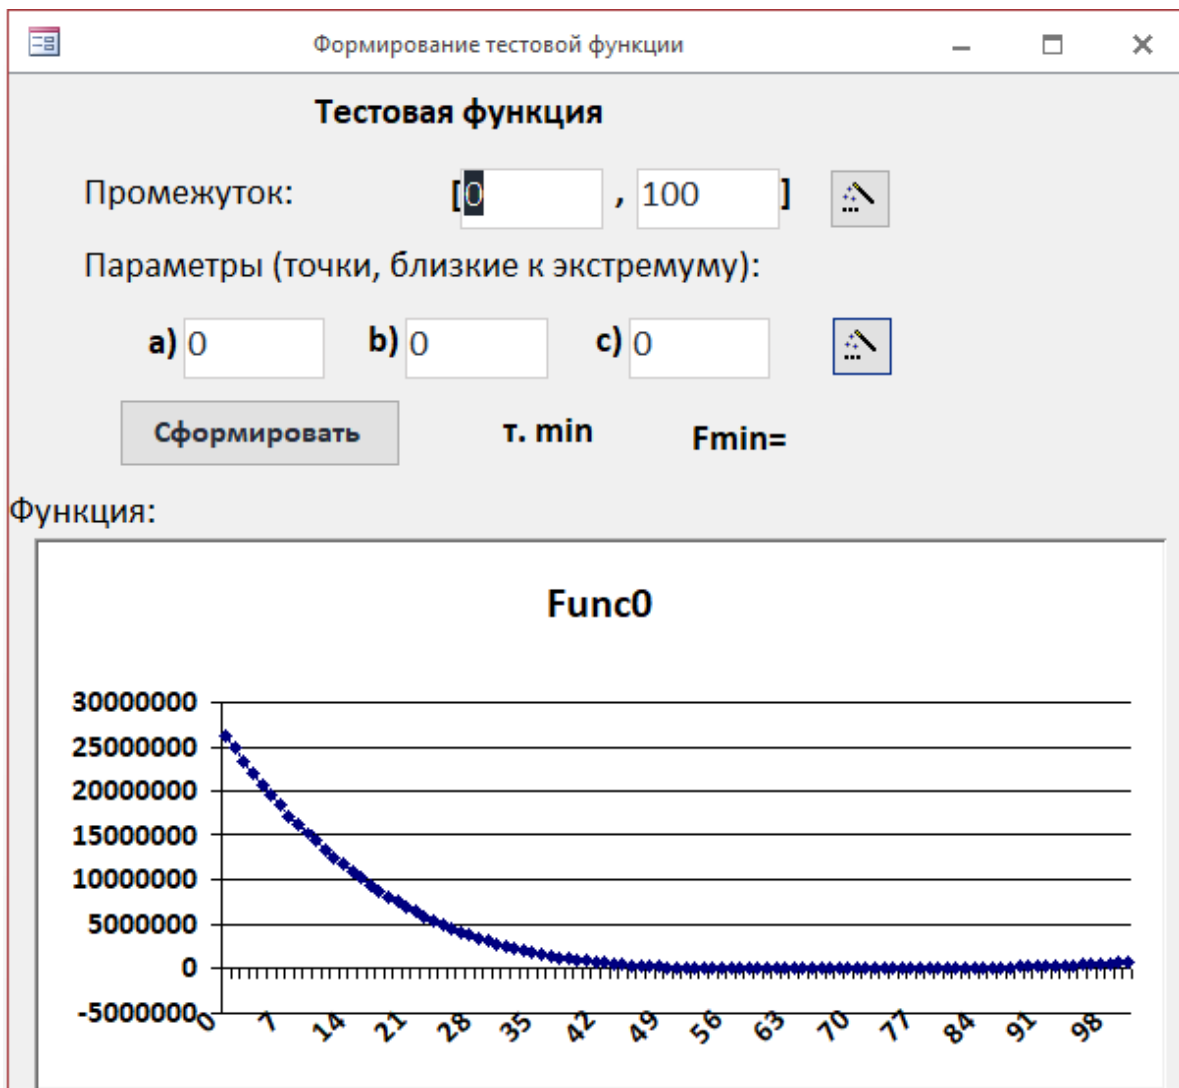 Формирование тестовой функции
Тестовая функция
Промежуток: [0 , 100 ]
Параметры (точки, близкие к экстремуму):
a) 0 b) 0 c) 0
Сформировать т. min Fmin=
Функция:
Func0
30000000
25000000
20000000
15000000
10000000
5000000
0
-5000000
0 7 14 21 28 35 42 49 56 63 70 77 84 91 98